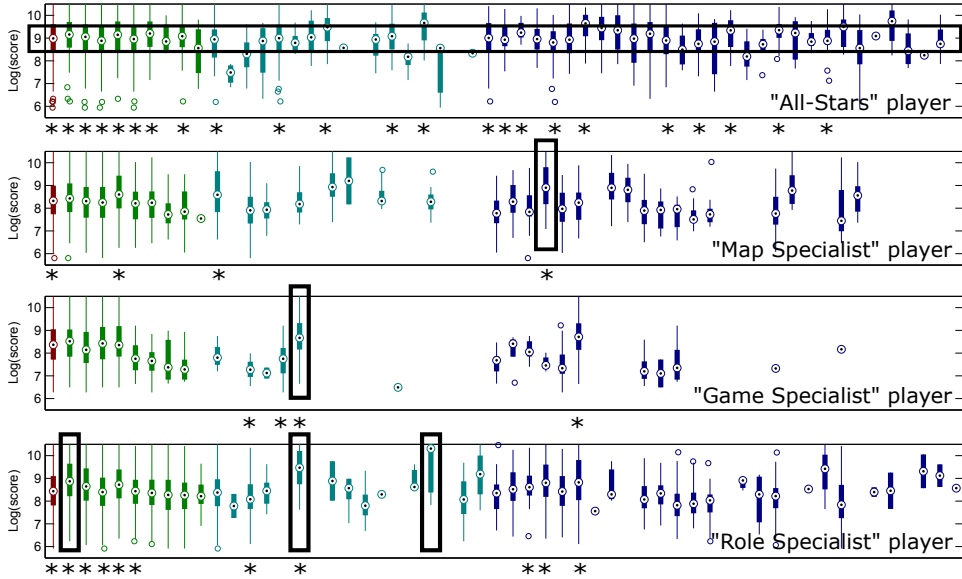 Log(score)
10
9
8
7
6
"All-Stars" player
* * * * * * * * * * * * * * * * * * * * * * *
Log(score)
10
9
8
7
6
"Map Specialist" player
* * * *
Log(score)
10
9
8
7
6
"Game Specialist" player
* * * *
Log(score)
10
9
8
7
6
"Role Specialist" player
* * * * * * * * * * *